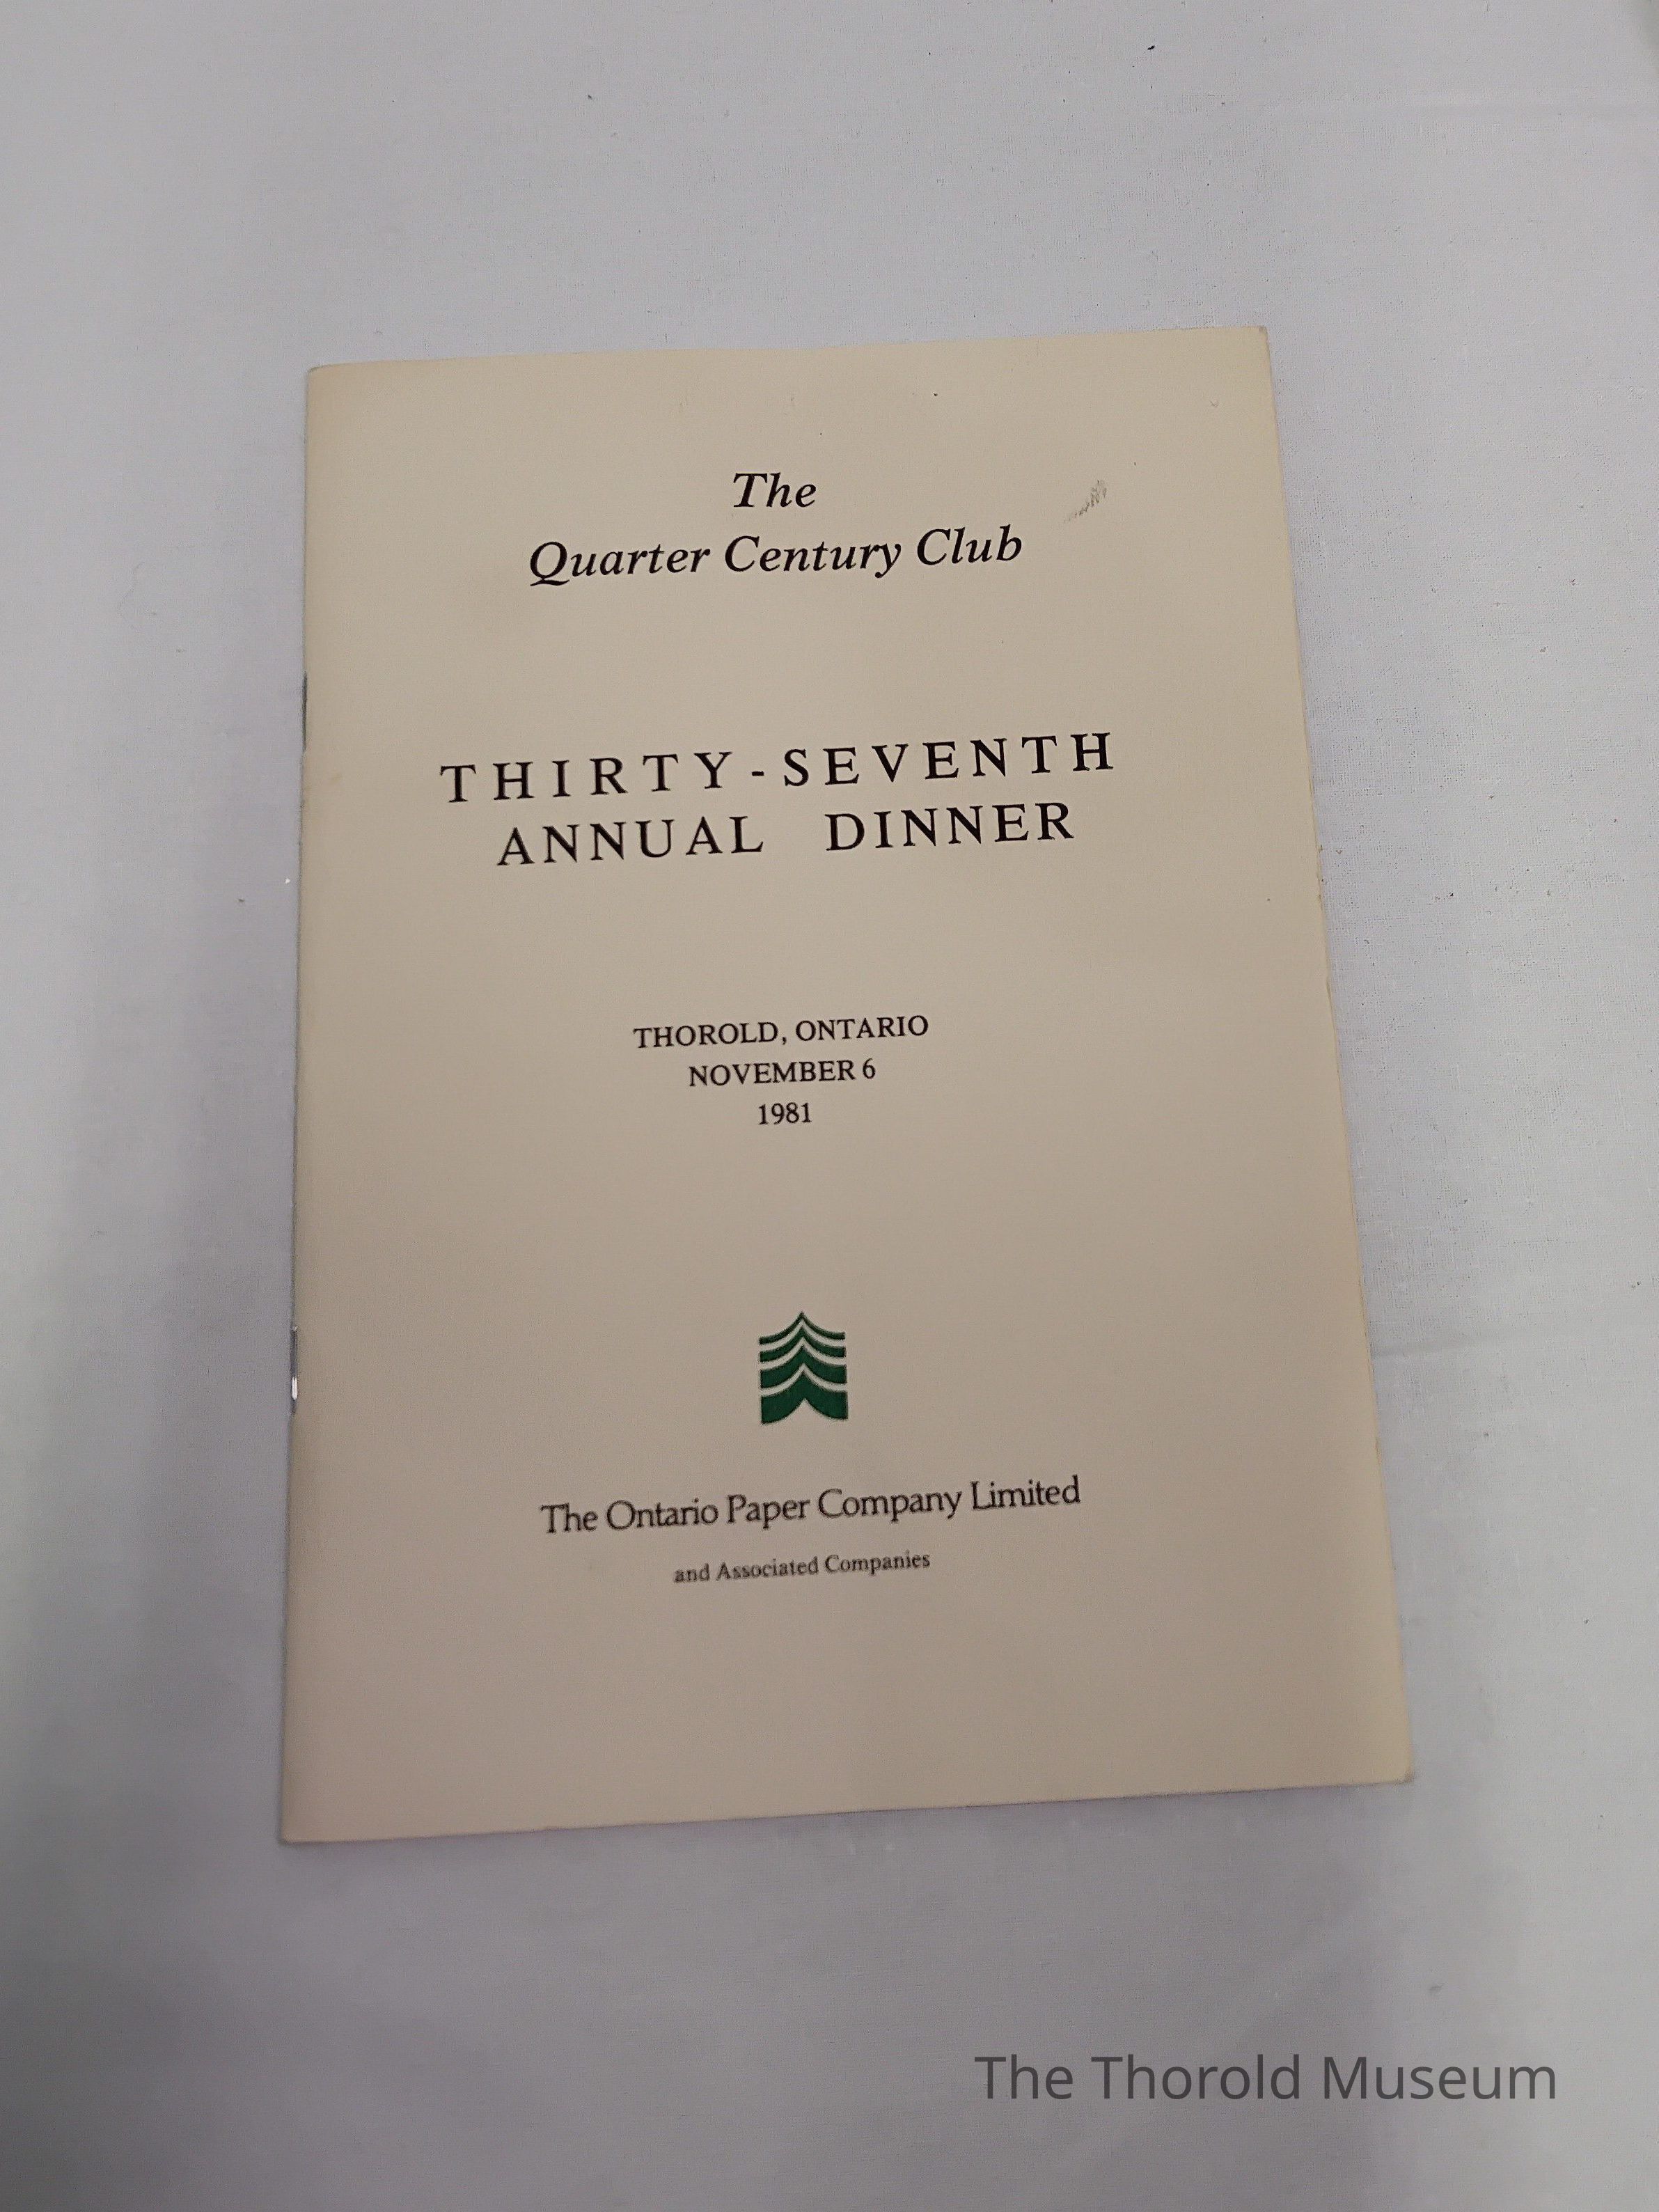 The
Quarter Century Club
THIRTY-SEVENTH
ANNUAL DINNER
THOROLD, ONTARIO
NOVEMBER 6
1981
The Ontario Paper Company Limited
and Associated Companies
The Thorold Museum